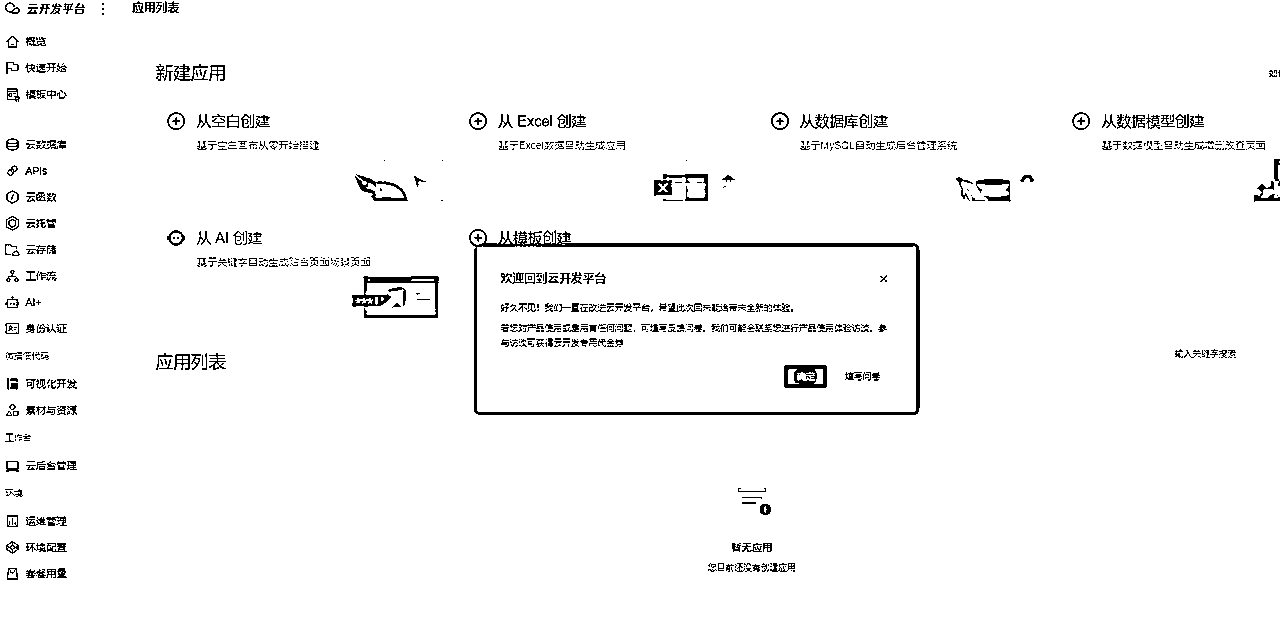 云开发平台
应用列表
概览
快速开始
模板中心
云数据库
APIs
云函数
云托管
云存储
工作流
AI+
身份认证
微搭低代码
可视化开发
素材与资源
工作台
云后台管理
环境
运维管理
环境配置
套餐用量
新建应用
从空白创建
基于空白画布从零开始搭建
从 Excel 创建
基于Excel数据自动生成应用
从数据库创建
基于MySQL自动生成后台管理系统
从数据模型创建
基于数据模型自动生成增删改查页面
从 AI 创建
基于关键字自动生成站台页面场景页面
从模板创建
欢迎回到云开发平台
好久不见！我们一直在改进云开发平台，希望此次回来能给带来全新的体验。
若您对产品使用或应用有任何问题，可填写反馈问卷。我们可能会联系您进行产品使用体验访谈。参
与访谈可获得云开发专用代金券
确定
填写问卷
应用列表
输入关键字搜索
暂无应用
您目前还没有创建应用